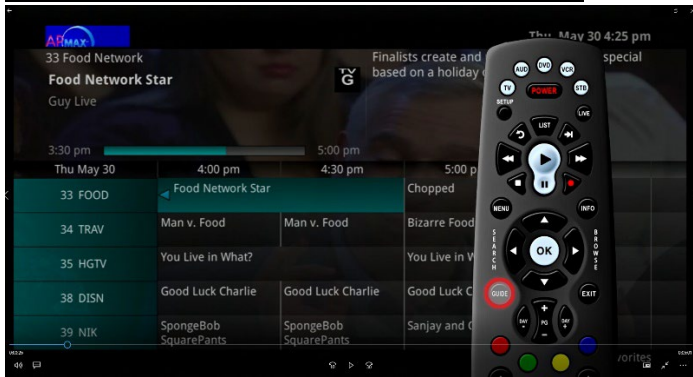 ARMAX
Thu, May 30 4:25 pm
33 Food Network
Food Network Star
Guy Live
TV
G
Finalists create and
special
based on a holiday
3:30 pm
5:00 pm
Thu May 30
4:00 pm
4:30 pm
5:00 p
33 FOOD
Food Network Star
Chopped
34 TRAV
Man v. Food
Man v. Food
Bizarre Food
35 HGTV
You Live in What?
You Live in W
38 DISN
Good Luck Charlie
Good Luck Charlie
Good Luck C
39 NIK
SpongeBob
SquarePants
SpongeBob
SquarePants
Sanjay and C
vorites
AUD
DVD
VCR
TV
POWER
STB
SETUP
LIVE
LIST
MENU
INFO
SEARCH
OK
BROWSE
GUIDE
EXIT
DAY
-
+
PG
-
DAY
+